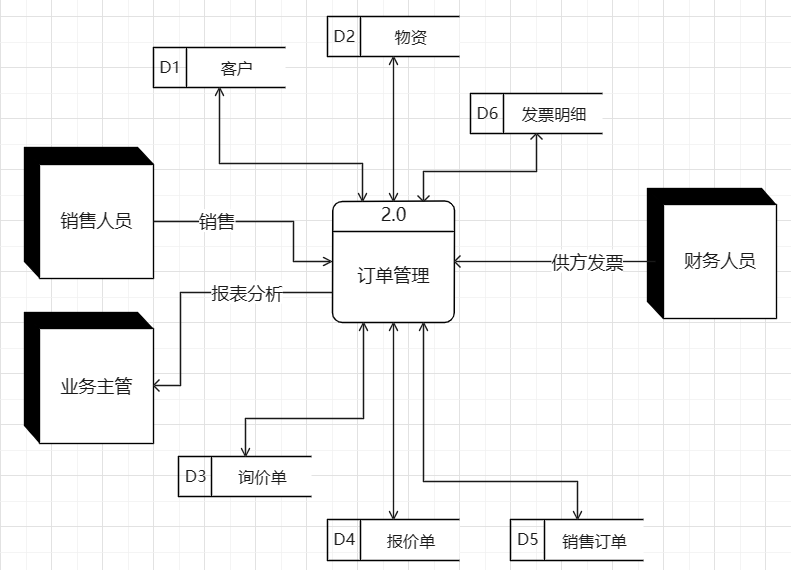 D2 物资
D1 客户
D6 发票明细
销售人员
销售
2.0
订单管理
供方发票
财务人员
报表分析
业务主管
D3 询价单
D4 报价单
D5 销售订单